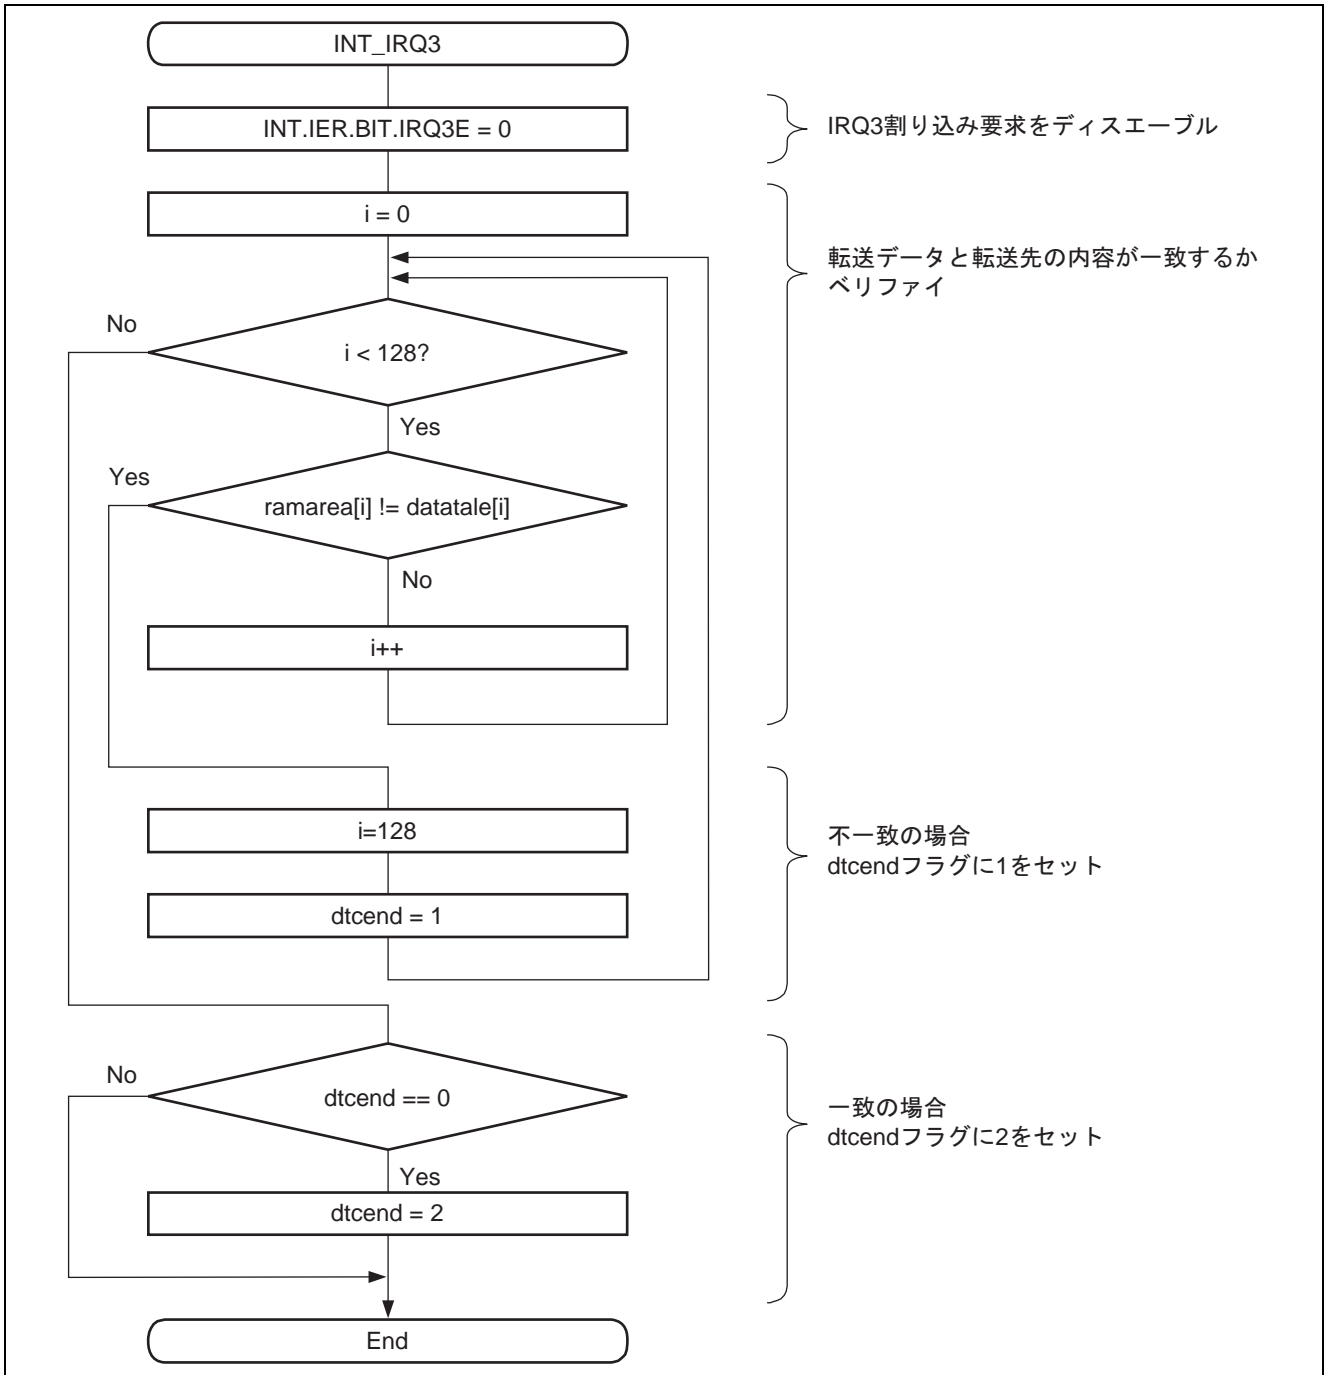 INT_IRQ3
INT.IER.BIT.IRQ3E = 0
IRQ3割り込み要求をディスエーブル
i = 0
転送データと転送先の内容が一致するか
ベリファイ
No
i < 128?
Yes
Yes
ramarea[i] != datatale[i]
No
i++
i=128
不一致の場合
dtcendフラグに1をセット
dtcend = 1
No
dtcend == 0
一致の場合
dtcendフラグに2をセット
Yes
dtcend = 2
End